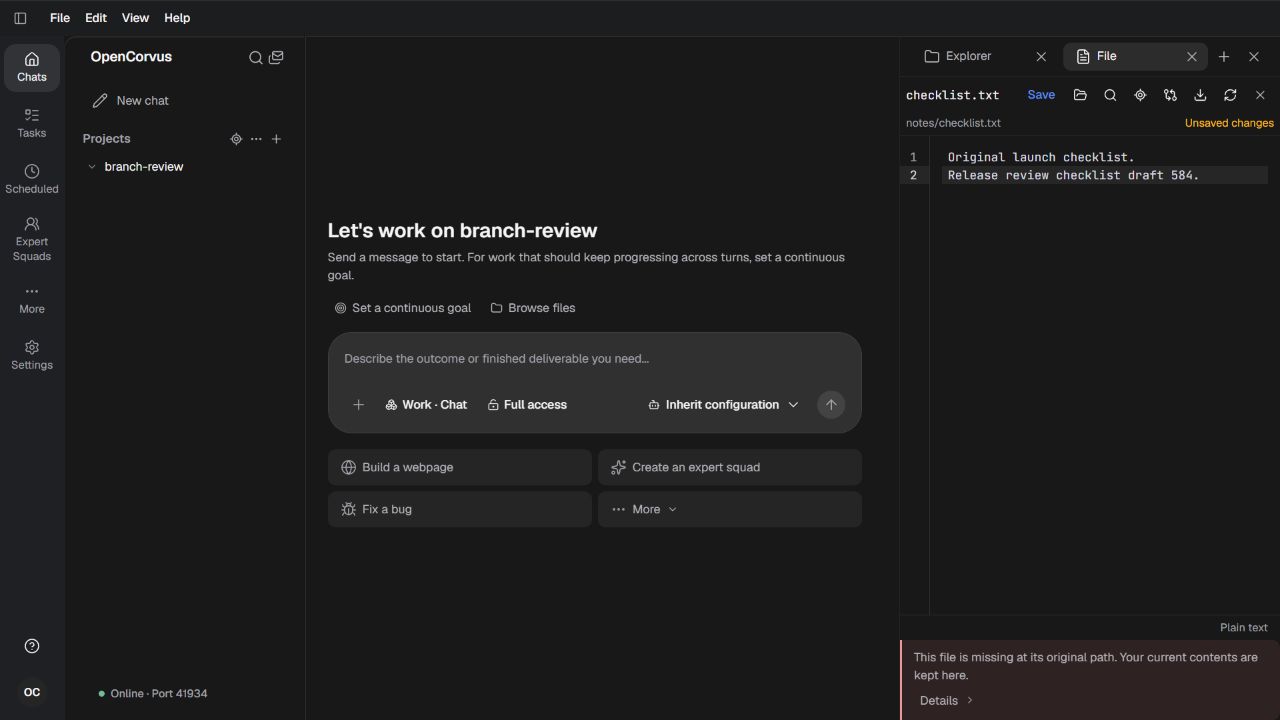 File Edit View Help
Chats
Tasks
Scheduled
Expert
Squads
More
Settings
OC
OpenCorvus
New chat
Projects
branch-review
Online · Port 41934
Let's work on branch-review
Send a message to start. For work that should keep progressing across turns, set a continuous
goal.
Set a continuous goal Browse files
Describe the outcome or finished deliverable you need...
Work · Chat Full access Inherit configuration
Build a webpage Create an expert squad
Fix a bug More
Explorer File
checklist.txt Save
notes/checklist.txt Unsaved changes
1 Original launch checklist.
2 Release review checklist draft 584.
Plain text
This file is missing at its original path. Your current contents are
kept here.
Details